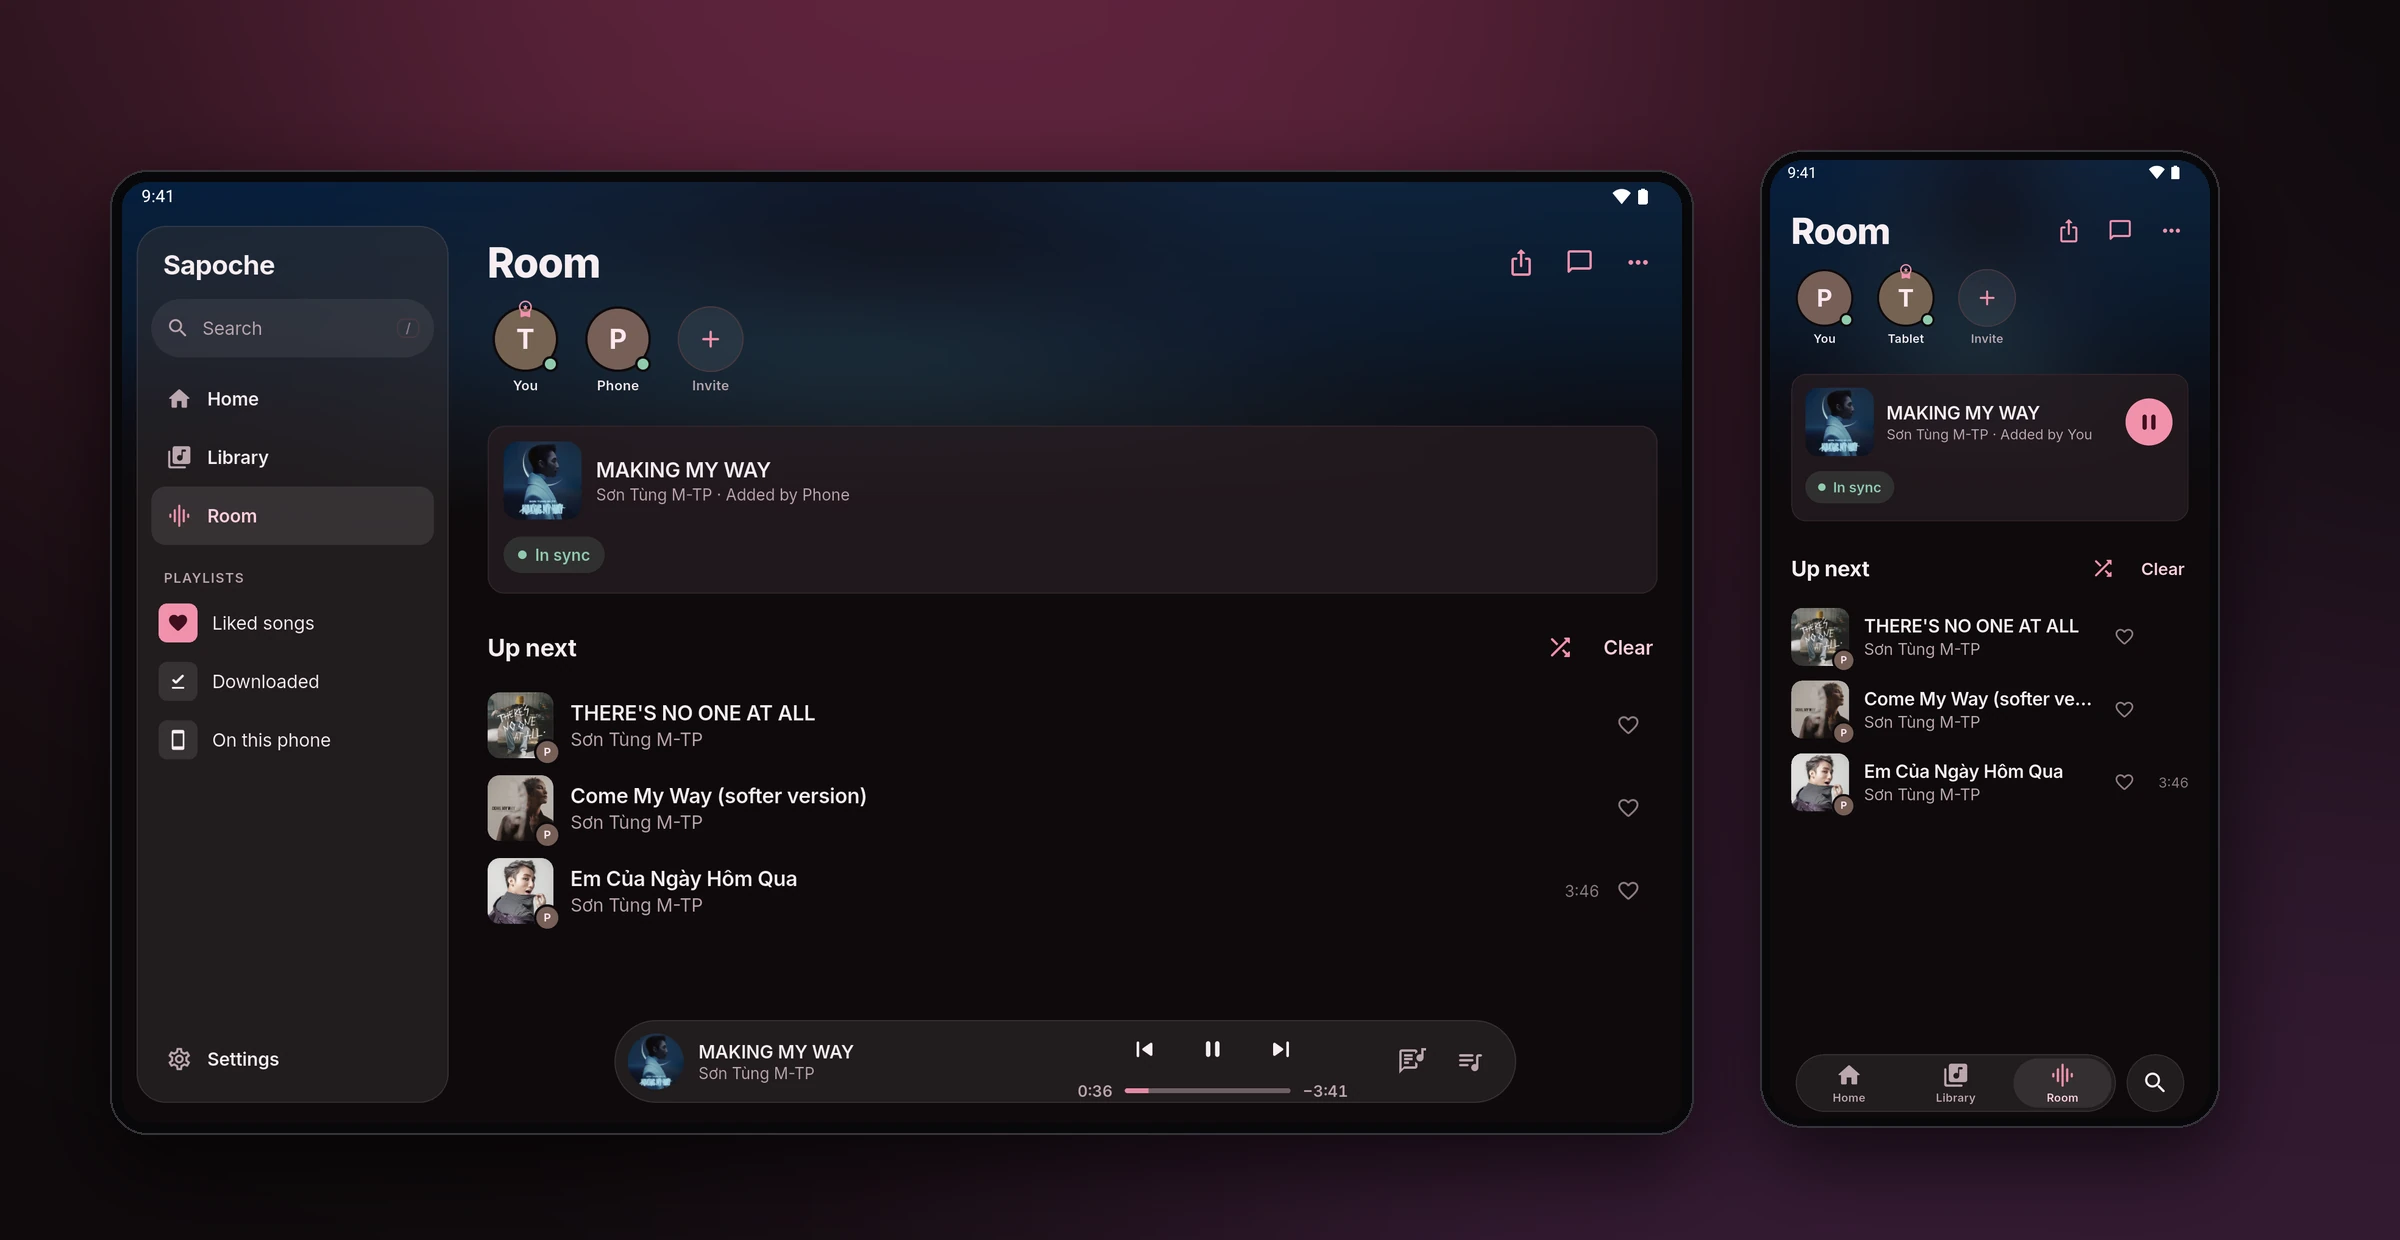 9:41
Sapoche
Search
/
Home
Library
Room
PLAYLISTS
Liked songs
Downloaded
On this phone
Settings
Room
T
P
You
Phone
Invite
MAKING MY WAY
Sơn Tùng M-TP · Added by Phone
In sync
Up next
Clear
THERE'S NO ONE AT ALL
Sơn Tùng M-TP
P
Come My Way (softer version)
Sơn Tùng M-TP
P
Em Của Ngày Hôm Qua
Sơn Tùng M-TP
P
3:46
MAKING MY WAY
Sơn Tùng M-TP
0:36
−3:41
9:41
Room
P
T
You
Tablet
Invite
MAKING MY WAY
Sơn Tùng M-TP · Added by You
In sync
Up next
Clear
THERE'S NO ONE AT ALL
Sơn Tùng M-TP
P
Come My Way (softer ve...
Sơn Tùng M-TP
P
Em Của Ngày Hôm Qua
Sơn Tùng M-TP
P
3:46
Home
Library
Room